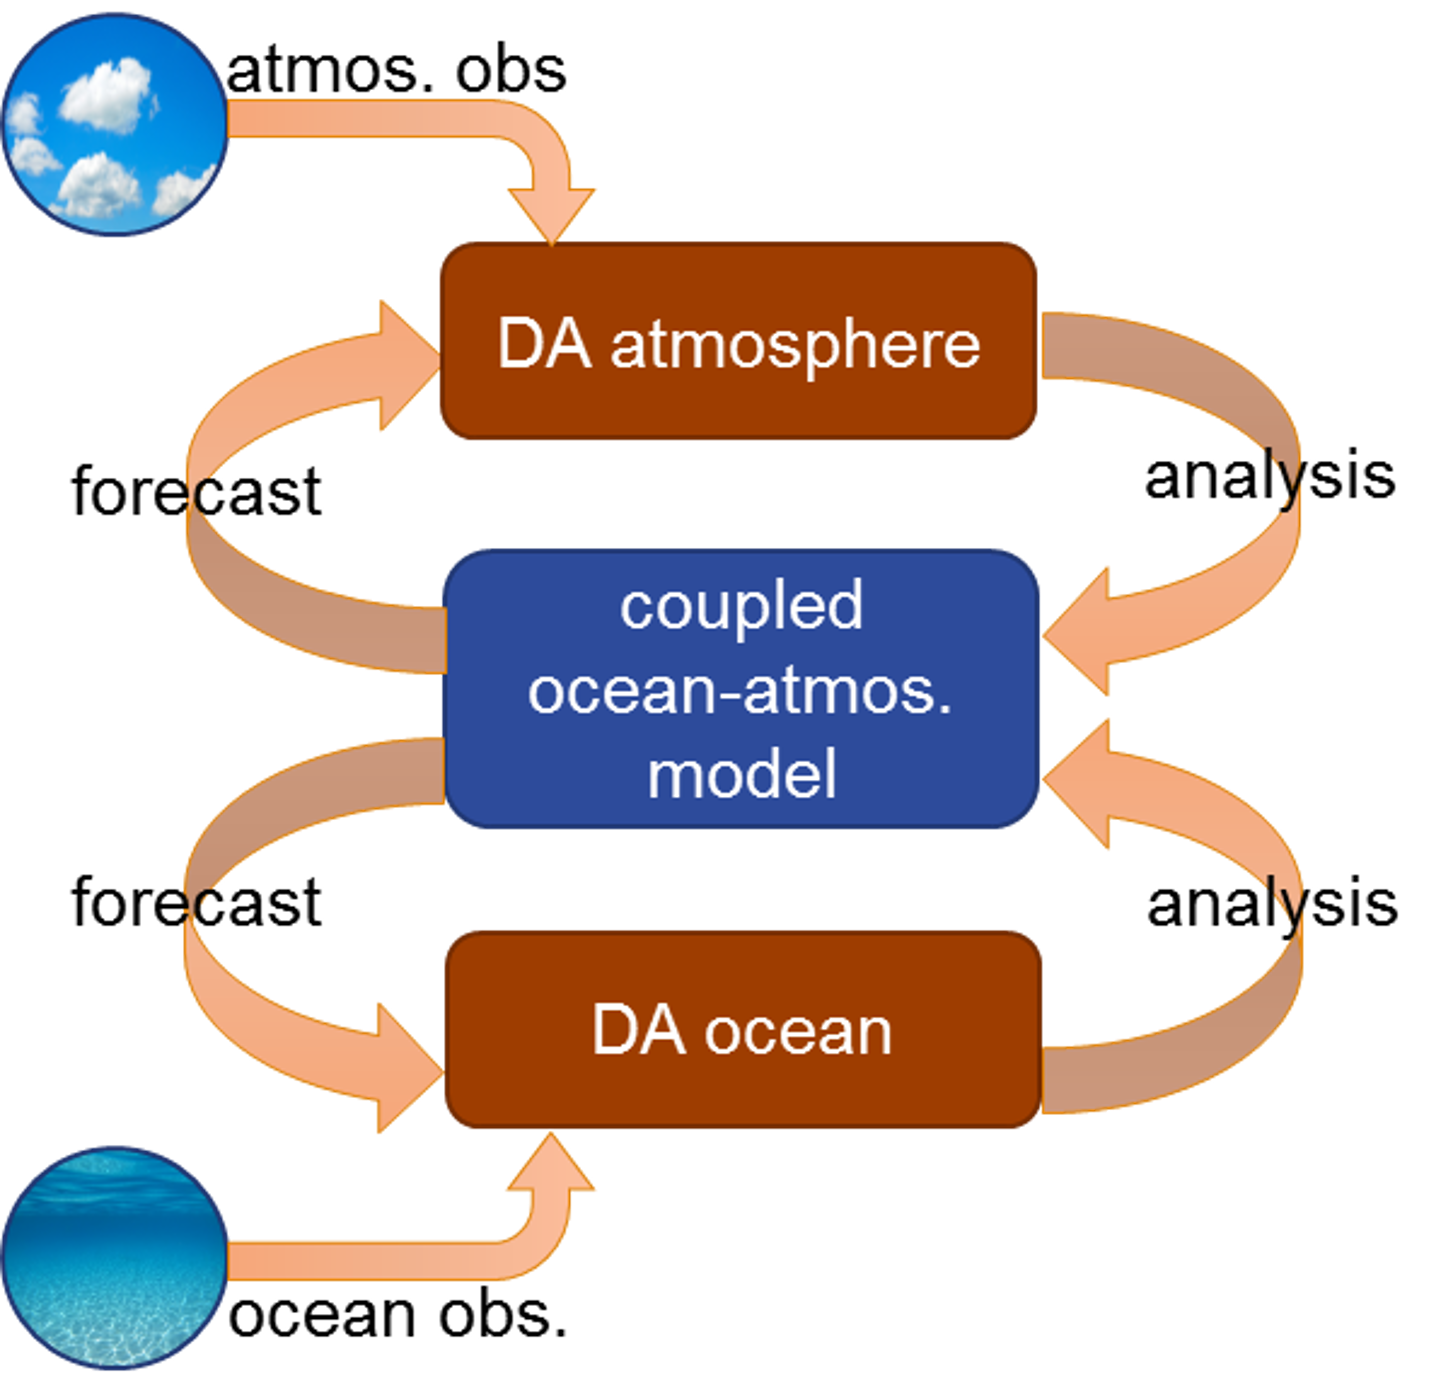 atmos. obs
DA atmosphere
forecast
analysis
coupled
ocean-atmos.
model
forecast
analysis
DA ocean
ocean obs.